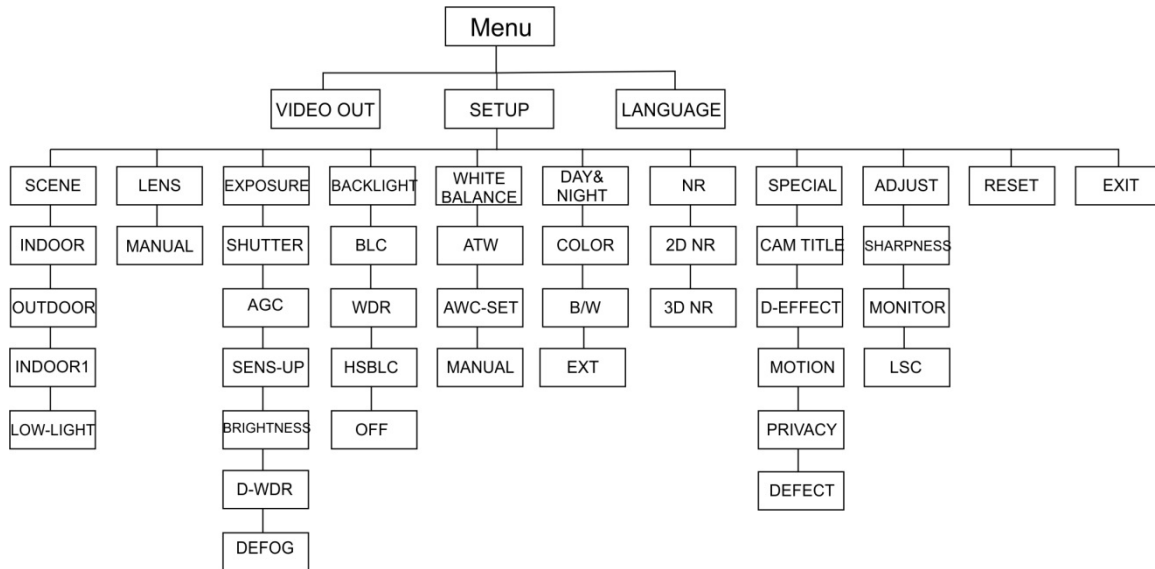 Menu
VIDEO OUT
SETUP
LANGUAGE
SCENE
LENS
EXPOSURE
BACKLIGHT
WHITE
BALANCE
DAY&
NIGHT
NR
SPECIAL
ADJUST
RESET
EXIT
INDOOR
MANUAL
SHUTTER
BLC
ATW
COLOR
2D NR
CAM TITLE
SHARPNESS
OUTDOOR
AGC
WDR
AWC-SET
B/W
3D NR
D-EFFECT
MONITOR
INDOOR1
SENS-UP
HSBLC
MANUAL
EXT
MOTION
LSC
LOW-LIGHT
BRIGHTNESS
OFF
PRIVACY
D-WDR
DEFECT
DEFOG